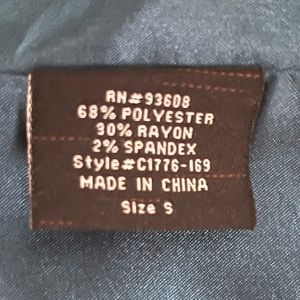 RN#93608
68% POLYESTER
30% RAYON
2% SPANDEX
Style#C1776-169
MADE IN CHINA
Size S